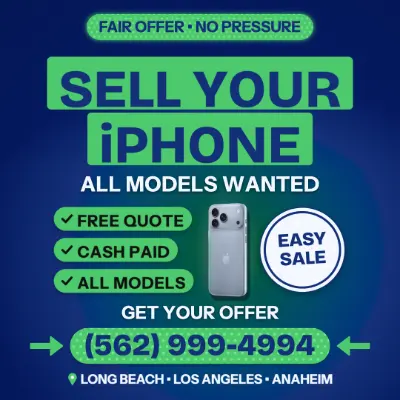 FAIR OFFER • NO PRESSURE
SELL YOUR
iPHONE
ALL MODELS WANTED
FREE QUOTE
CASH PAID
ALL MODELS
EASY
SALE
GET YOUR OFFER
(562) 999-4994
LONG BEACH • LOS ANGELES • ANAHEIM